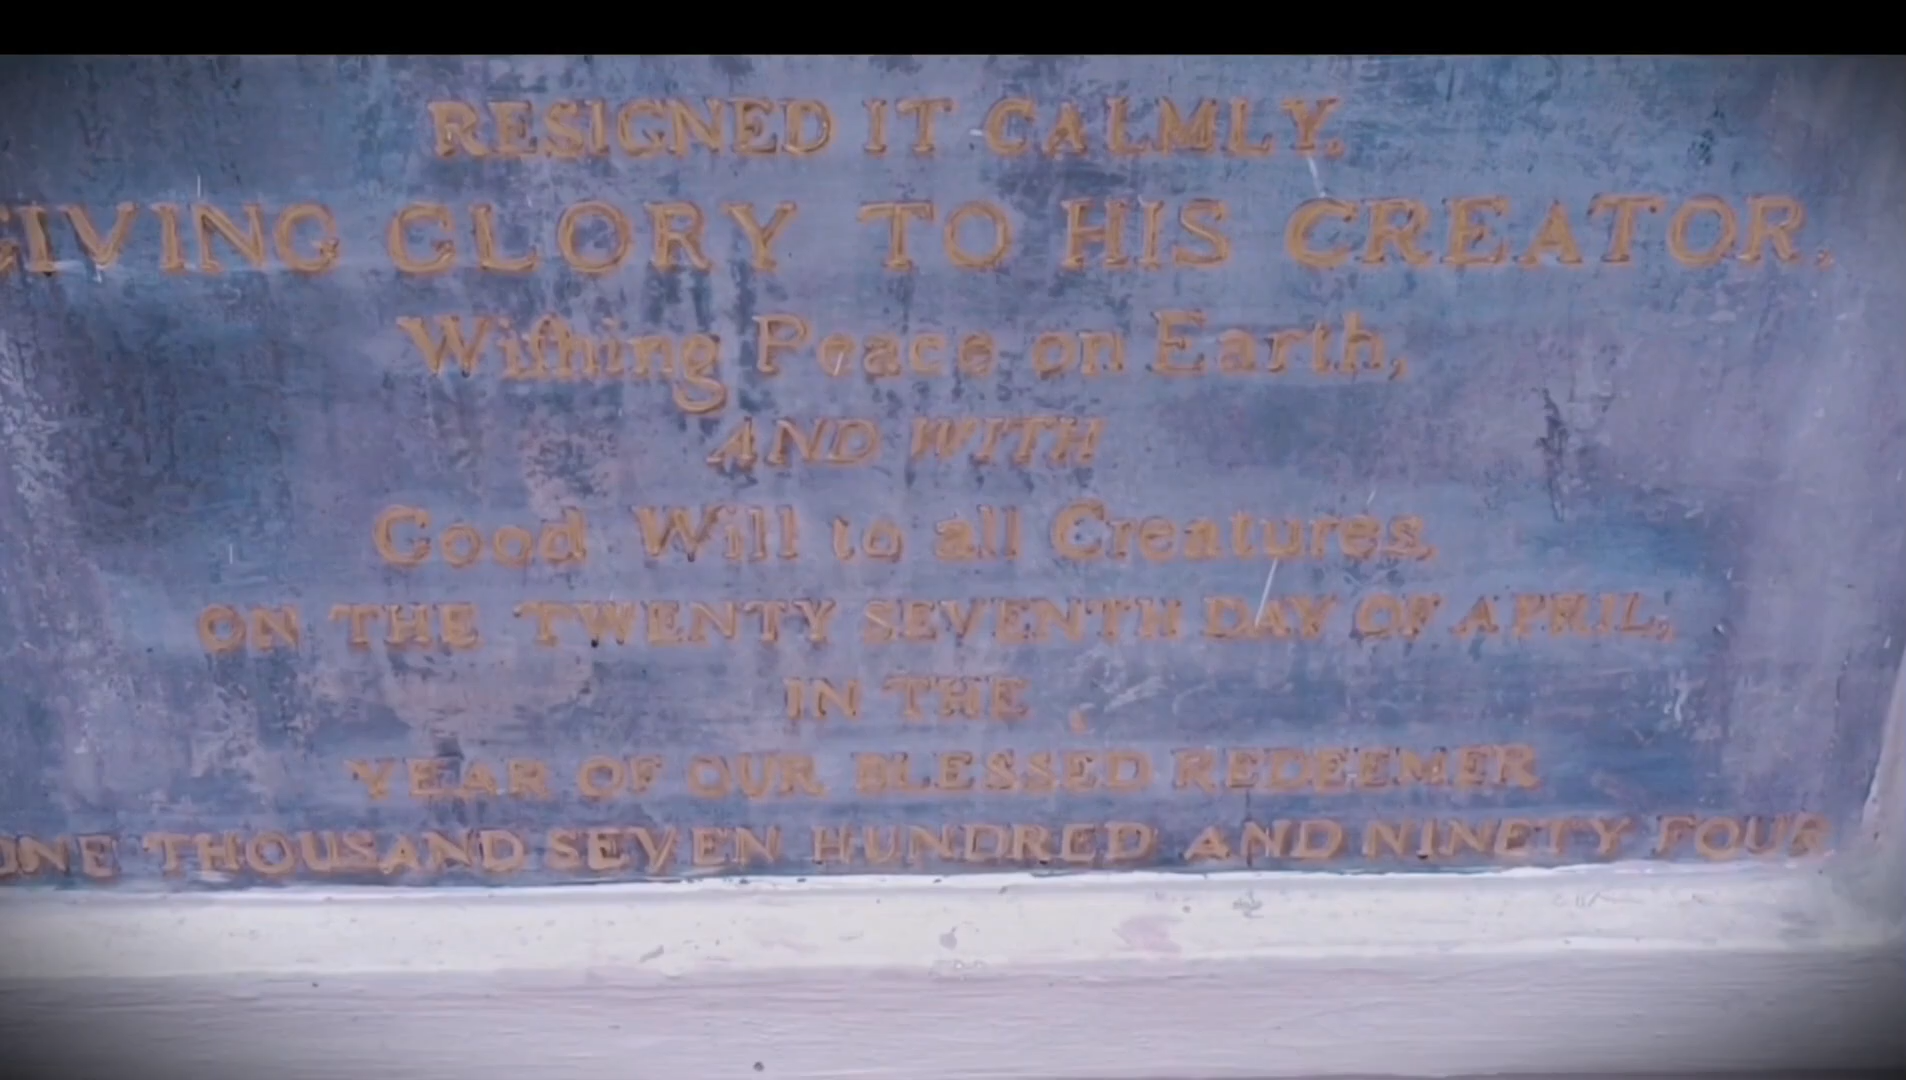 RESIGNED IT CALMLY,
GIVING GLORY TO HIS CREATOR,
Wiſhing Peace on Earth,
AND WITH
Good Will to all Creatures,
ON THE TWENTY SEVENTH DAY OF APRIL,
IN THE
YEAR OF OUR BLESSED REDEEMER
ONE THOUSAND SEVEN HUNDRED AND NINETY FOUR